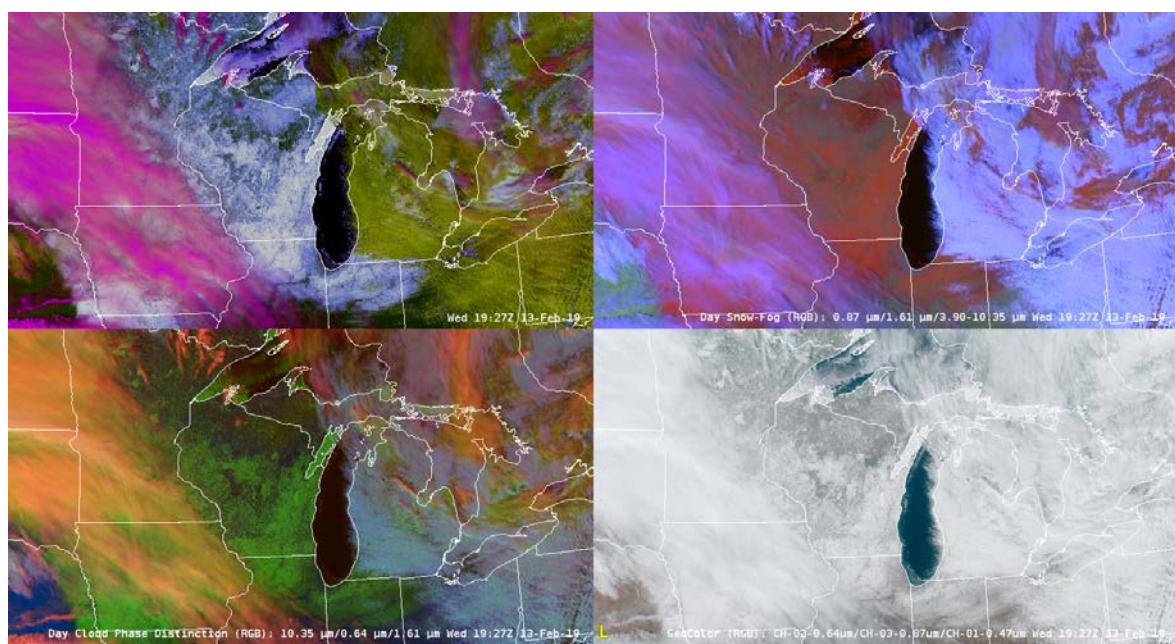 Wed 19:27Z 13-Feb-19
Day Snow-Fog (RGB): 0.87 µm/1.61 µm/3.90-10.35 µm Wed 19:27Z 13-Feb-19
Day Cloud Phase Distinction (RGB): 10.35 µm/0.64 µm/1.61 µm Wed 19:27Z 13-Feb-19
L
GeoColor (RGB): CH-02-0.64µm/CH-03-0.87um/CH-01-0.47um Wed 19:27Z 13-Feb-19